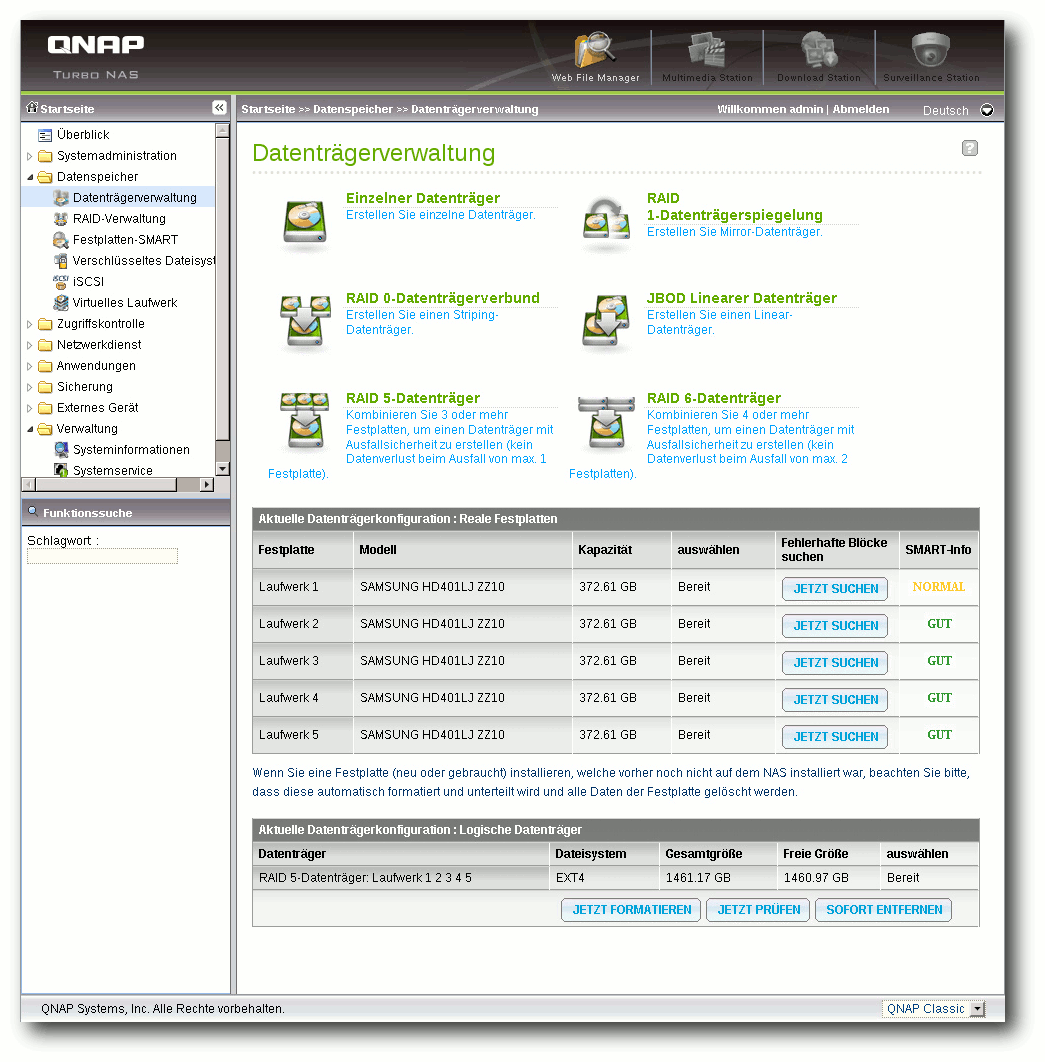 QNAP
TURBO NAS
Web File Manager
Multimedia Station
Download Station
Surveillance Station
Startseite
Startseite >> Datenspeicher >> Datenträgerverwaltung
Willkommen admin | Abmelden
Deutsch
Überblick
Systemadministration
Datenspeicher
Datenträgerverwaltung
RAID-Verwaltung
Festplatten-SMART
Verschlüsseltes Dateisyst
iSCSI
Virtuelles Laufwerk
Zugriffskontrolle
Netzwerkdienst
Anwendungen
Sicherung
Externes Gerät
Verwaltung
Systeminformationen
Systemservice
Funktionssuche
Schlagwort :
Datenträgerverwaltung
Einzelner Datenträger
Erstellen Sie einzelne Datenträger.
RAID
1-Datenträgerspiegelung
Erstellen Sie Mirror-Datenträger.
RAID 0-Datenträgerverbund
Erstellen Sie einen Striping-
Datenträger.
JBOD Linearer Datenträger
Erstellen Sie einen Linear-
Datenträger.
RAID 5-Datenträger
Kombinieren Sie 3 oder mehr
Festplatten, um einen Datenträger mit
Ausfallsicherheit zu erstellen (kein
Datenverlust beim Ausfall von max. 1
Festplatte).
RAID 6-Datenträger
Kombinieren Sie 4 oder mehr
Festplatten, um einen Datenträger mit
Ausfallsicherheit zu erstellen (kein
Datenverlust beim Ausfall von max. 2
Festplatten).
Aktuelle Datenträgerkonfiguration : Reale Festplatten
Festplatte Modell Kapazität auswählen Fehlerhafte Blöcke suchen SMART-Info
Laufwerk 1 SAMSUNG HD401LJ ZZ10 372.61 GB Bereit JETZT SUCHEN NORMAL
Laufwerk 2 SAMSUNG HD401LJ ZZ10 372.61 GB Bereit JETZT SUCHEN GUT
Laufwerk 3 SAMSUNG HD401LJ ZZ10 372.61 GB Bereit JETZT SUCHEN GUT
Laufwerk 4 SAMSUNG HD401LJ ZZ10 372.61 GB Bereit JETZT SUCHEN GUT
Laufwerk 5 SAMSUNG HD401LJ ZZ10 372.61 GB Bereit JETZT SUCHEN GUT
Wenn Sie eine Festplatte (neu oder gebraucht) installieren, welche vorher noch nicht auf dem NAS installiert war, beachten Sie bitte,
dass diese automatisch formatiert und unterteilt wird und alle Daten der Festplatte gelöscht werden.
Aktuelle Datenträgerkonfiguration : Logische Datenträger
Datenträger Dateisystem Gesamtgröße Freie Größe auswählen
RAID 5-Datenträger: Laufwerk 1 2 3 4 5 EXT4 1461.17 GB 1460.97 GB Bereit
JETZT FORMATIEREN JETZT PRÜFEN SOFORT ENTFERNEN
QNAP Systems, Inc. Alle Rechte vorbehalten.
QNAP Classic